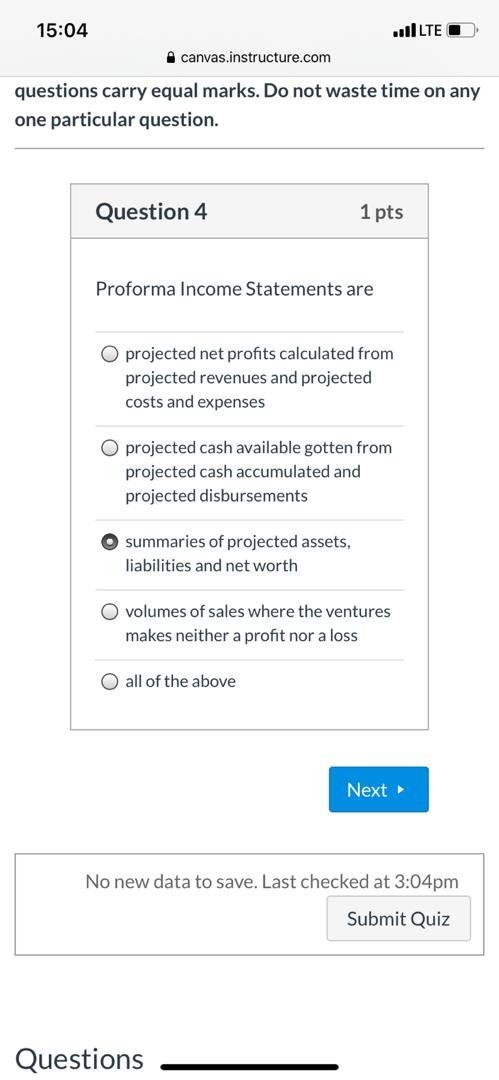 15:04
LTE
canvas.instructure.com
questions carry equal marks. Do not waste time on any
one particular question.
Question 4
1 pts
Proforma Income Statements are
projected net profits calculated from
projected revenues and projected
costs and expenses
projected cash available gotten from
projected cash accumulated and
projected disbursements
summaries of projected assets,
liabilities and net worth
volumes of sales where the ventures
makes neither a profit nor a loss
all of the above
Next
No new data to save. Last checked at 3:04pm
Submit Quiz
Questions